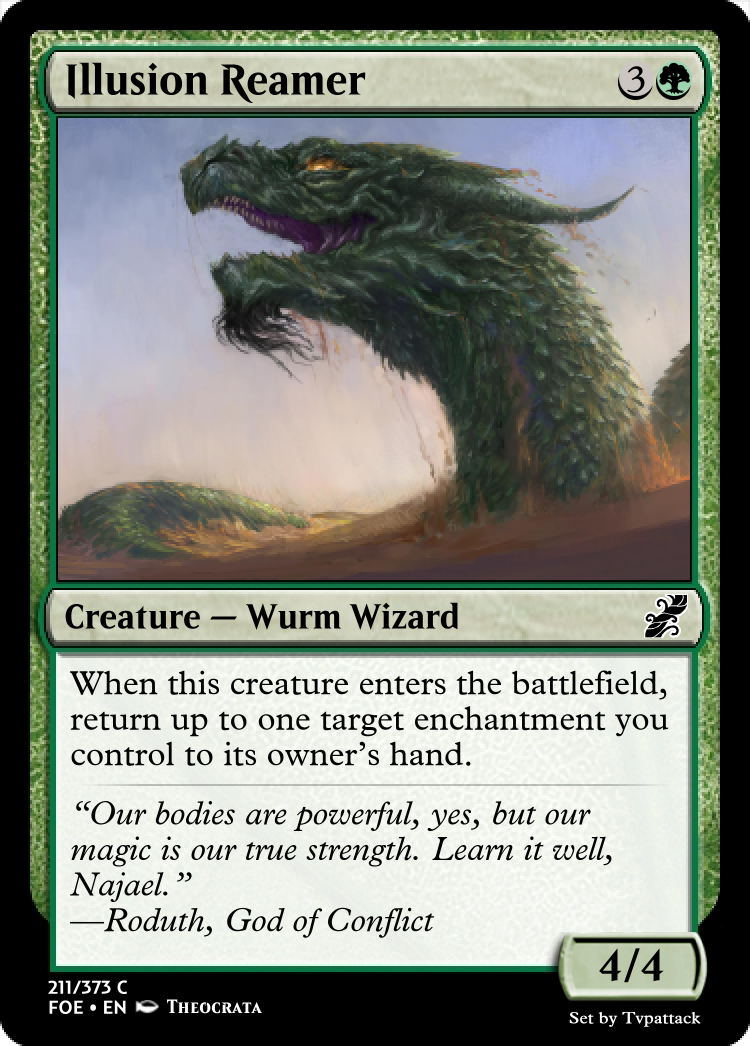 Illusion Reamer
3
Creature — Wurm Wizard
When this creature enters the battlefield,
return up to one target enchantment you
control to its owner's hand.
“Our bodies are powerful, yes, but our
magic is our true strength. Learn it well,
Najael.”
—Roduth, God of Conflict
4/4
211/373 C
FOE • EN Theocrata
Set by Tvpattack